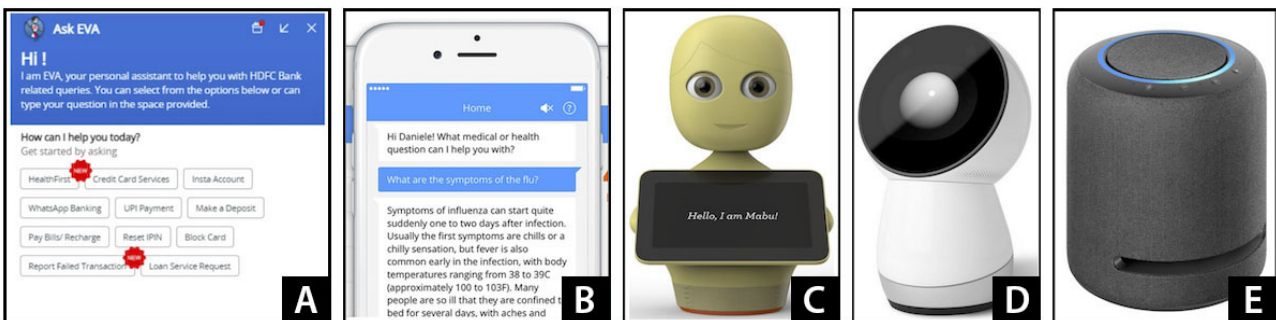 Ask EVA
Hi !
I am EVA, your personal assistant to help you with HDFC Bank
related queries. You can select from the options below or can
type your question in the space provided.
How can I help you today?
Get started by asking
NEW
HealthFirst Credit Card Services Insta Account
WhatsApp Banking UPI Payment Make a Deposit
Pay Bills/ Recharge Reset IPIN Block Card
NEW
Report Failed Transaction Loan Service Request
A
Home
Hi Daniele! What medical or health
question can I help you with?
What are the symptoms of the flu?
Symptoms of influenza can start quite
suddenly one to two days after infection.
Usually the first symptoms are chills or a
chilly sensation, but fever is also
common early in the infection, with body
temperatures ranging from 38 to 39C
(approximately 100 to 103F). Many
people are so ill that they are confined t
bed for several days, with aches and
B
Hello, I am Mabu!
C
D
E